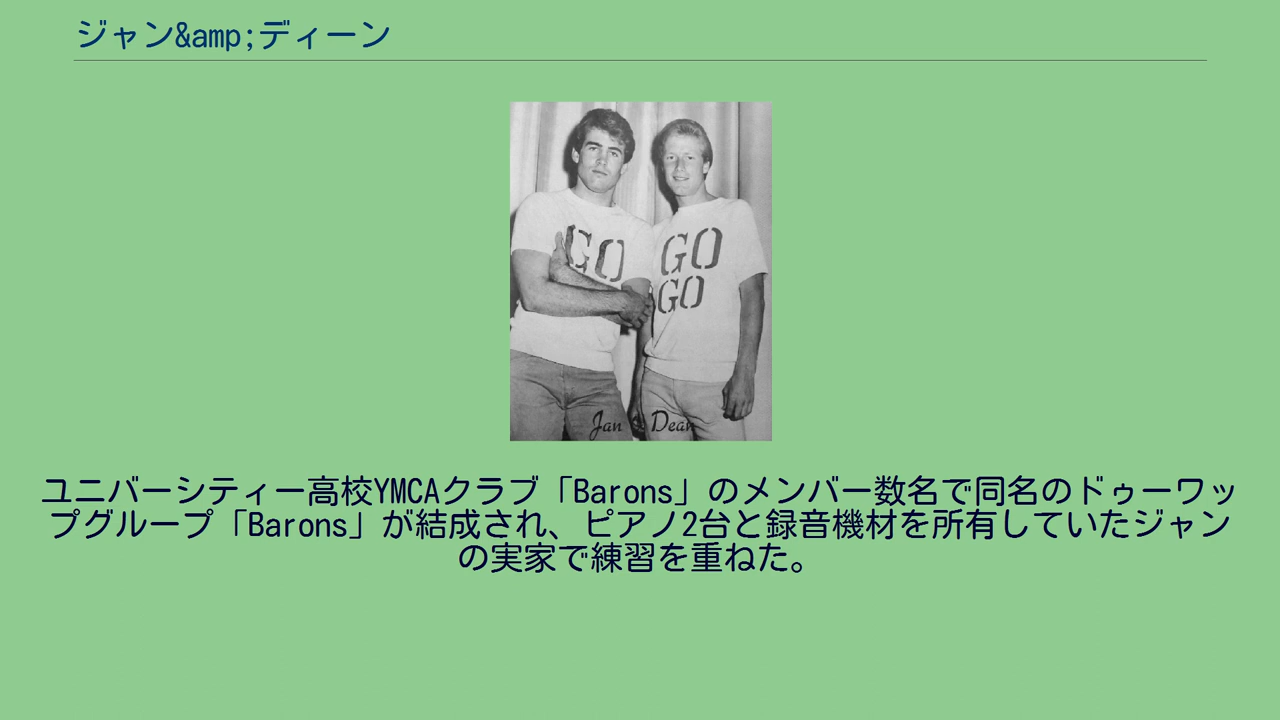 ジャン&amp;ディーン
GO
GO
GO
Jan & Dean
ユニバーシティー高校YMCAクラブ「Barons」のメンバー数名で同名のドゥーワッ
プグループ「Barons」が結成され、ピアノ2台と録音機材を所有していたジャン
の実家で練習を重ねた。